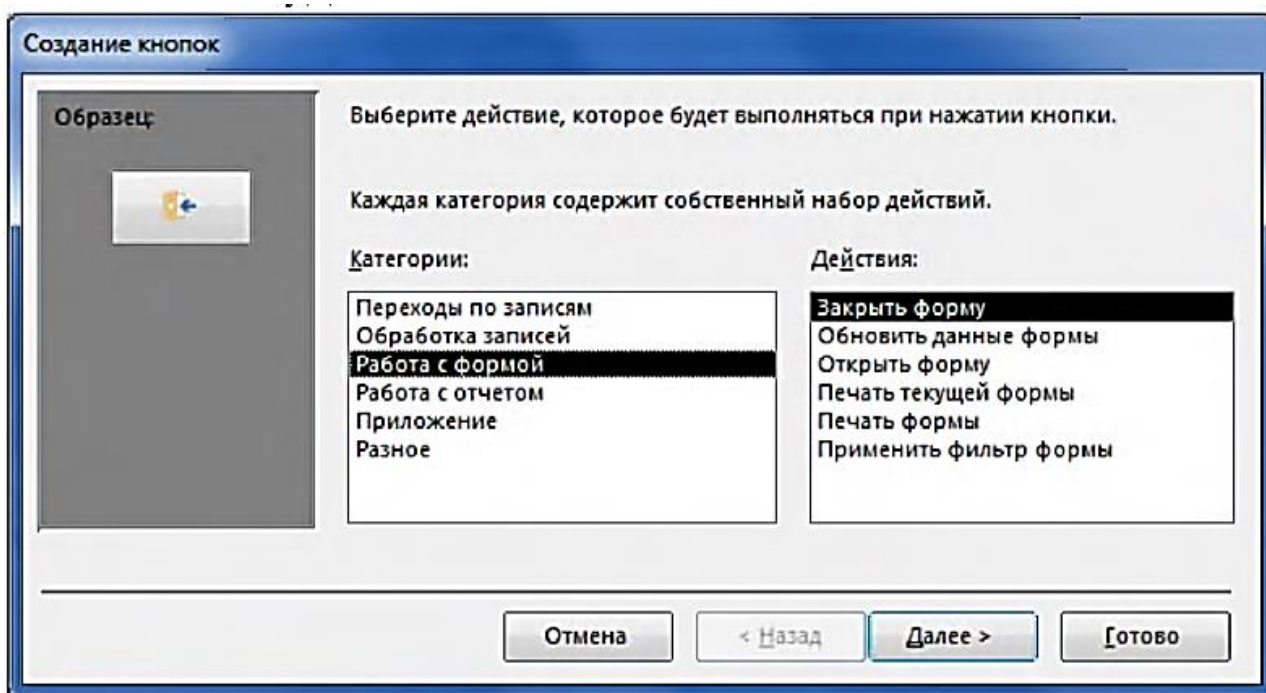 Создание кнопок
Образец:
Выберите действие, которое будет выполняться при нажатии кнопки.
Каждая категория содержит собственный набор действий.
Категории:
Переходы по записям
Обработка записей
Работа с формой
Работа с отчетом
Приложение
Разное
Действия:
Закрыть форму
Обновить данные формы
Открыть форму
Печать текущей формы
Печать формы
Применить фильтр формы
Отмена
< Назад
Далее >
Готово